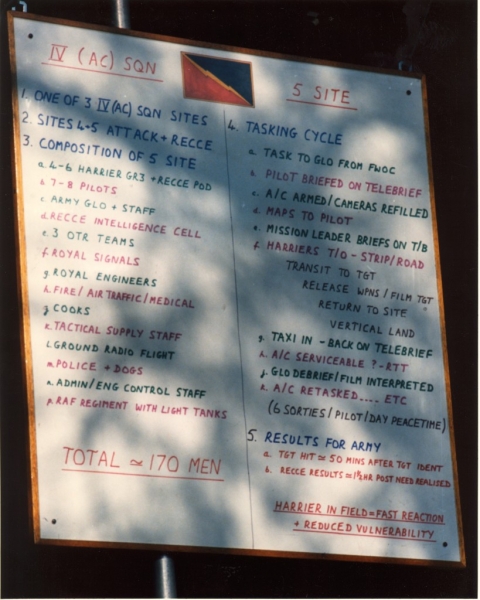 IV (AC) SQN
5 SITE
1. ONE OF 3 IV(AC) SQN SITES
2. SITES 4+5 ATTACK + RECCE
3. COMPOSITION OF 5 SITE
a. 4-6 HARRIER GR3 + RECCE POD
b. 7-8 PILOTS
c. ARMY GLO + STAFF
d. RECCE INTELLIGENCE CELL
e. 3 OTR TEAMS
f. ROYAL SIGNALS
g. ROYAL ENGINEERS
h. FIRE/ AIR TRAFFIC/MEDICAL
j. COOKS
k. TACTICAL SUPPLY STAFF
l. GROUND RADIO FLIGHT
m. POLICE + DOGS
n. ADMIN/ENG CONTROL STAFF
p. RAF REGIMENT WITH LIGHT TANKS
TOTAL ≃ 170 MEN
4. TASKING CYCLE
a. TASK TO GLO FROM FWOC
b. PILOT BRIEFED ON TELEBRIEF
c. A/C ARMED/CAMERAS REFILLED
d. MAPS TO PILOT
e. MISSION LEADER BRIEFS ON T/B
f. HARRIERS T/O - STRIP/ROAD
TRANSIT TO TGT
RELEASE WPNS / FILM TGT
RETURN TO SITE
VERTICAL LAND
g. TAXI IN - BACK ON TELEBRIEF
h. A/C SERVICEABLE ? - RTT
j. GLO DEBRIEF/FILM INTERPRETED
k. A/C RETASKED.... ETC
(6 SORTIES / PILOT/DAY PEACETIME)
5. RESULTS FOR ARMY
a. TGT HIT ≃ 50 MINS AFTER TGT IDENT
b. RECCE RESULTS ≃ 1½ HR POST NEED REALISED
HARRIER IN FIELD = FAST REACTION
+ REDUCED VULNERABILITY